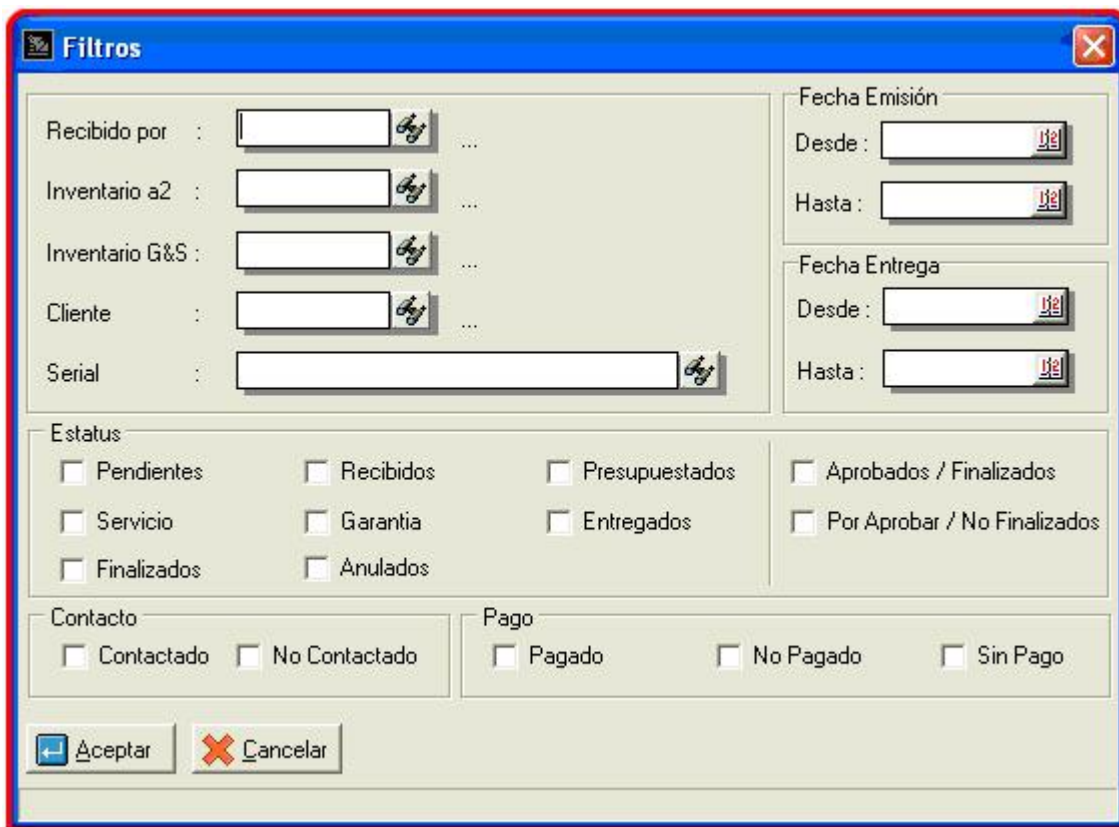 Filtros
Recibido por : ...
Inventario a2 : ...
Inventario G&S : ...
Cliente : ...
Serial :
Fecha Emisión
Desde :
Hasta :
Fecha Entrega
Desde :
Hasta :
Estatus
Pendientes Recibidos Presupuestados Aprobados / Finalizados
Servicio Garantia Entregados Por Aprobar / No Finalizados
Finalizados Anulados
Contacto
Contactado No Contactado
Pago
Pagado No Pagado Sin Pago
Aceptar Cancelar